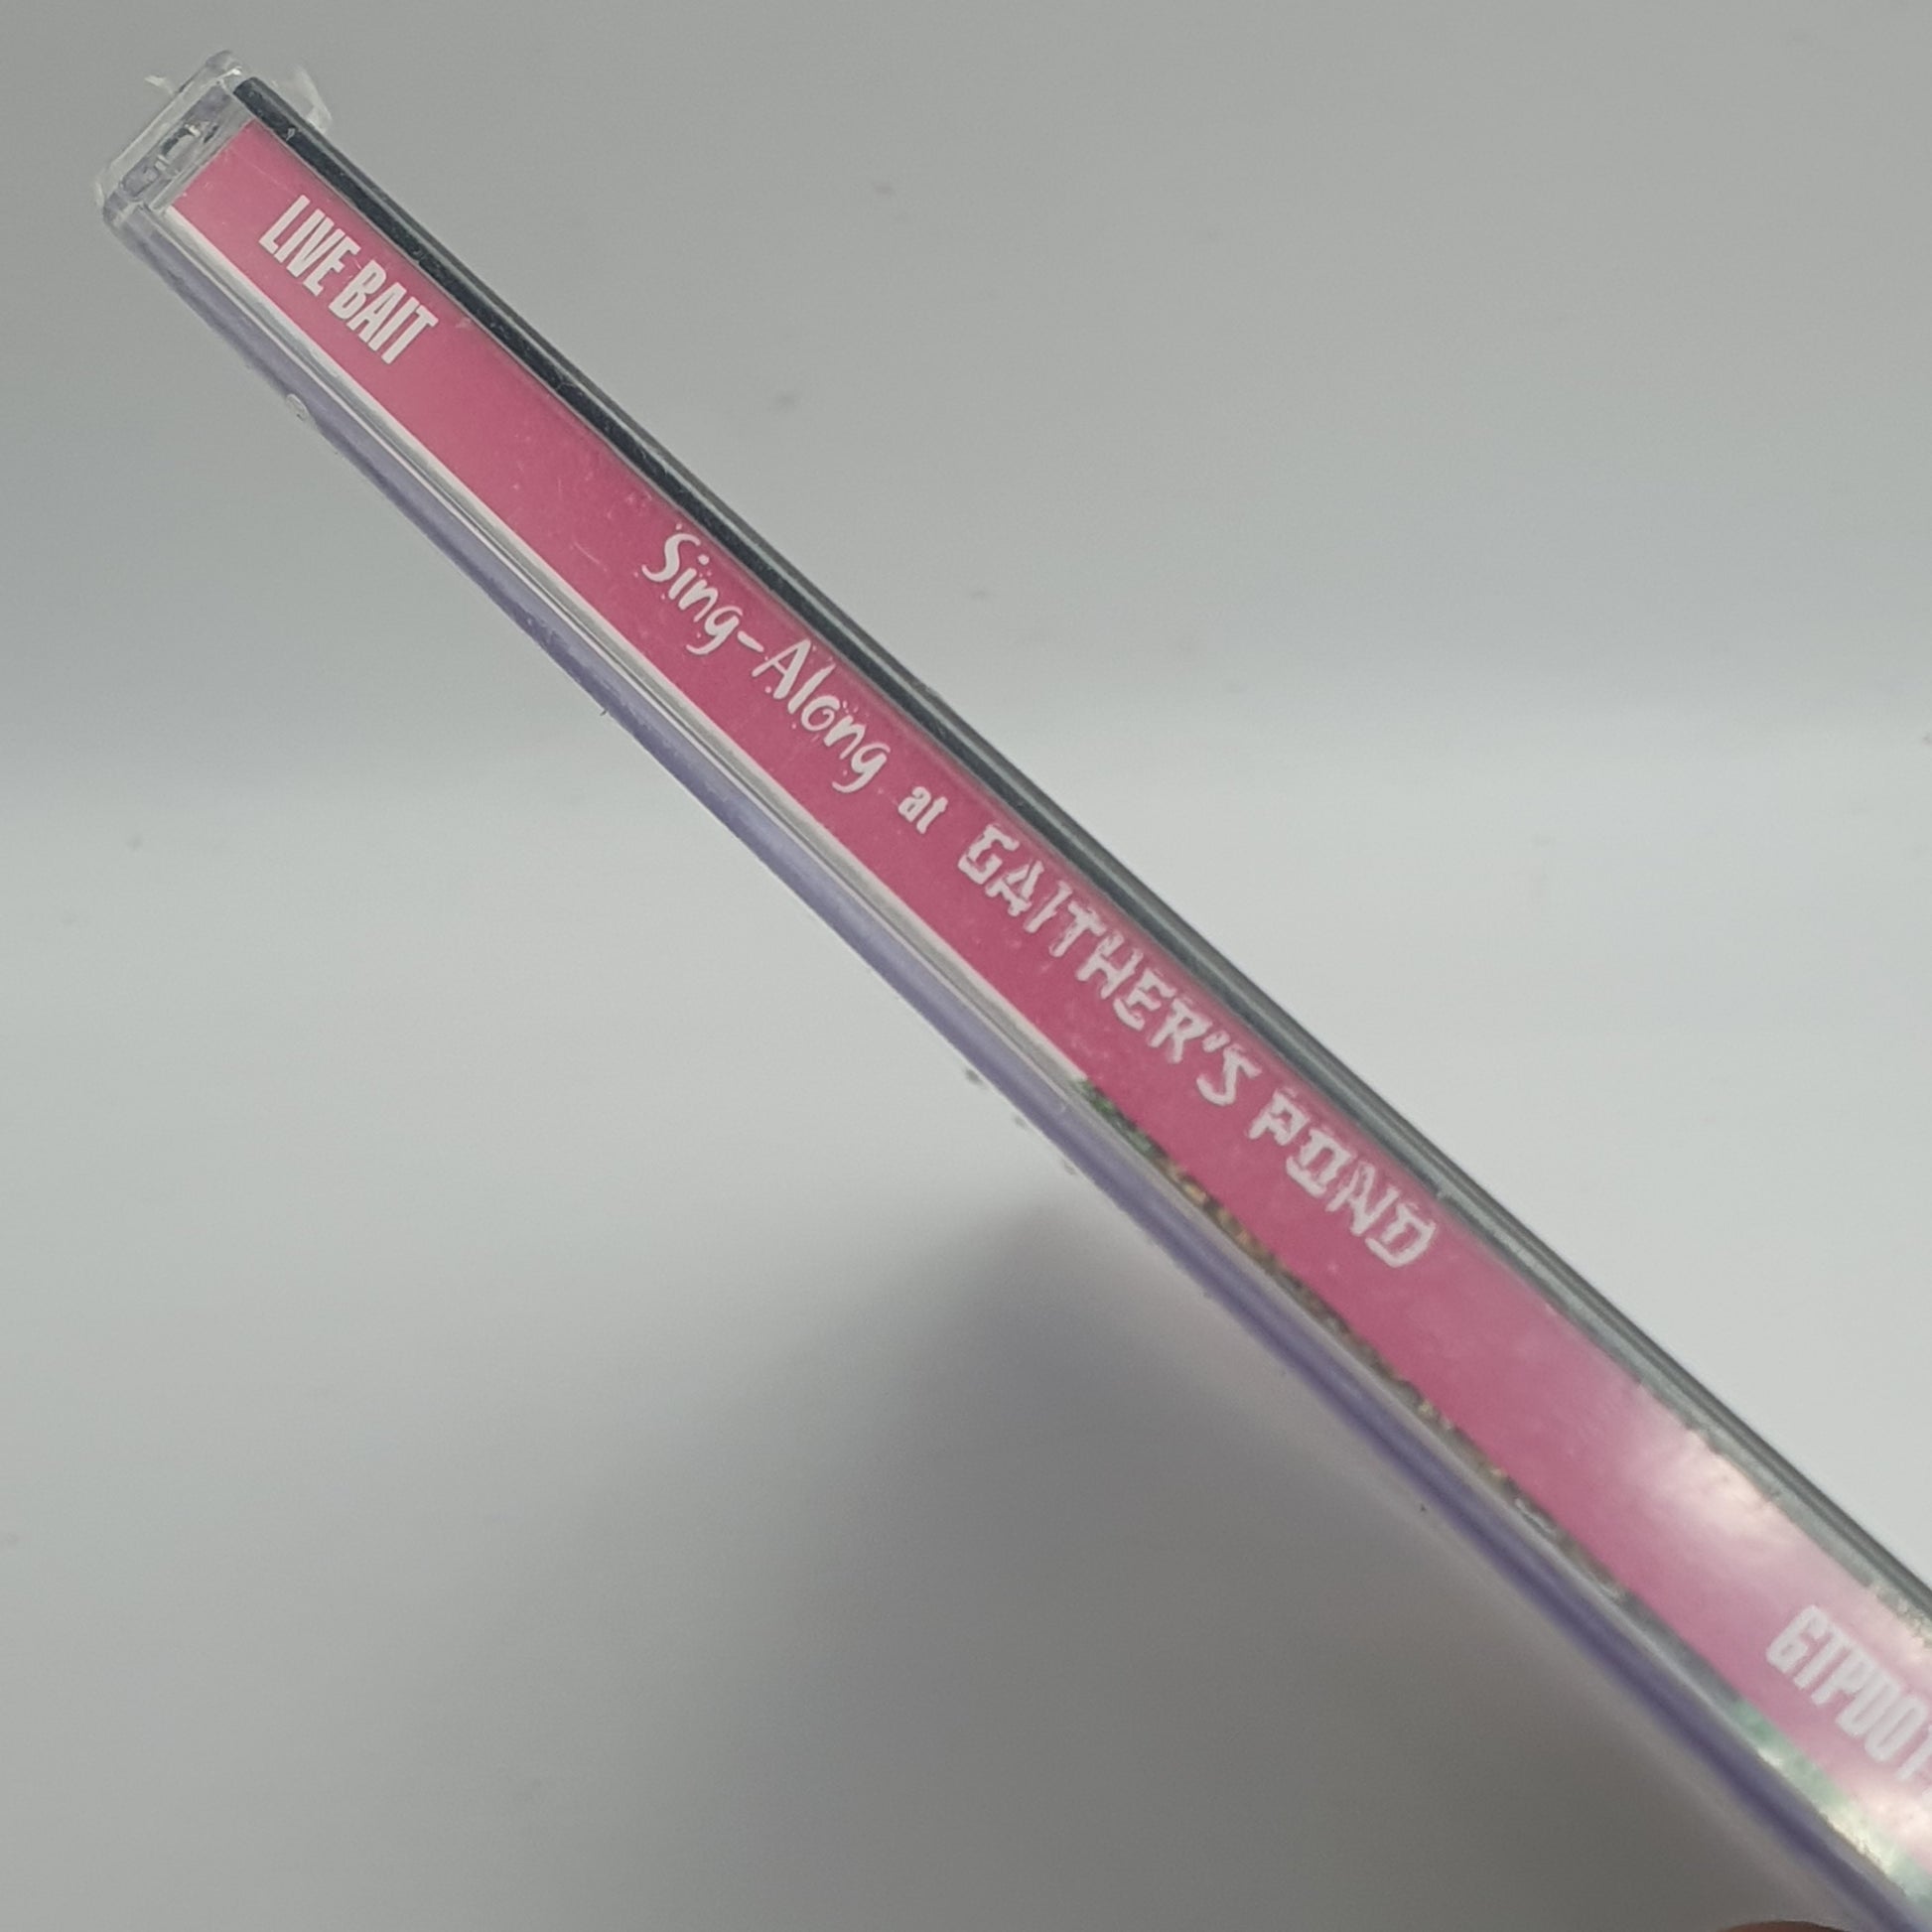 LIVE BAIT
Sing-Along at GAITHER'S POND